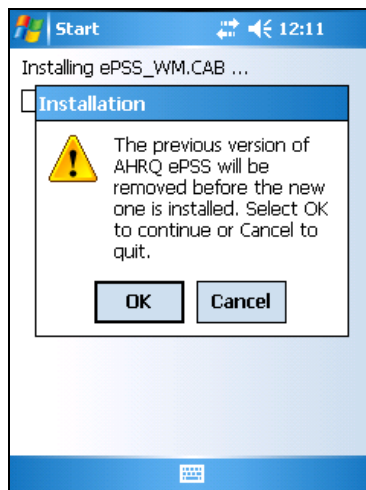 Start 12:11
Installing ePSS_WM.CAB ...
Installation
The previous version of
AHRQ ePSS will be
removed before the new
one is installed. Select OK
to continue or Cancel to
quit.
OK Cancel